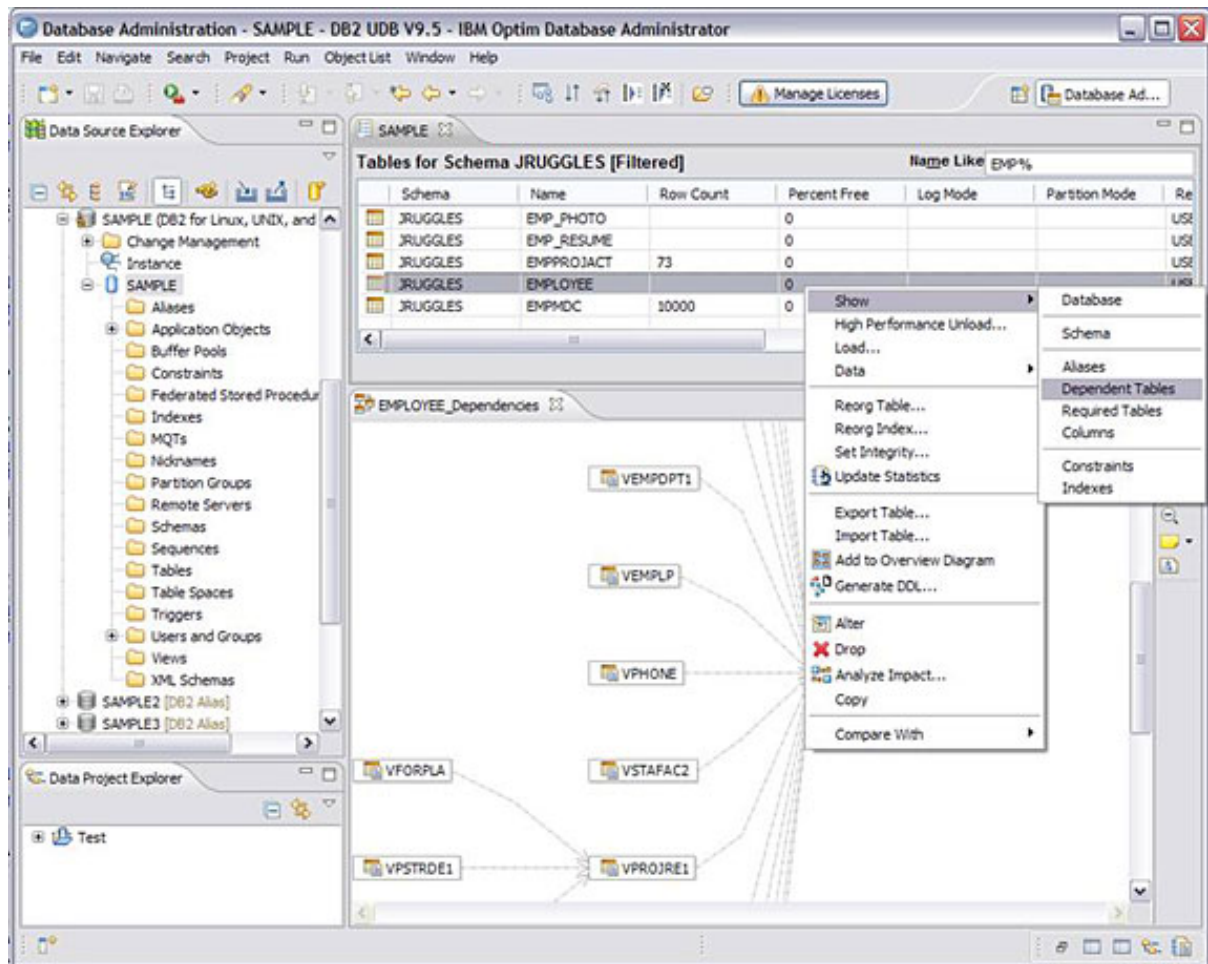 Database Administration - SAMPLE - DB2 UDB V9.5 - IBM Optim Database Administrator
File Edit Navigate Search Project Run Object List Window Help
Manage Licenses
Database Ad...
Data Source Explorer
SAMPLE (DB2 for Linux, UNIX, and
Change Management
Instance
SAMPLE
Aliases
Application Objects
Buffer Pools
Constraints
Federated Stored Procedur
Indexes
MQTs
Nicknames
Partition Groups
Remote Servers
Schemas
Sequences
Tables
Table Spaces
Triggers
Users and Groups
Views
XML Schemas
SAMPLE2 [DB2 Alias]
SAMPLE3 [DB2 Alias]
Data Project Explorer
Test
SAMPLE
Tables for Schema JRUGGLES [Filtered] Name Like EMP%
Schema Name Row Count Percent Free Log Mode Partition Mode Re
JRUGGLES EMP_PHOTO 0 USE
JRUGGLES EMP_RESUME 0 USE
JRUGGLES EMPPROJACT 73 0 USE
JRUGGLES EMPLOYEE 0 USE
JRUGGLES EMPMDC 10000 0
EMPLOYEE_Dependencies
VEMPDPT1
VEMPLP
VPHONE
VFORPLA
VSTAFAC2
VPSTRDE1
VPROJRE1
Show
High Performance Unload...
Load...
Data
Reorg Table...
Reorg Index...
Set Integrity...
Update Statistics
Export Table...
Import Table...
Add to Overview Diagram
Generate DDL...
Alter
Drop
Analyze Impact...
Copy
Compare With
Database
Schema
Aliases
Dependent Tables
Required Tables
Columns
Constraints
Indexes